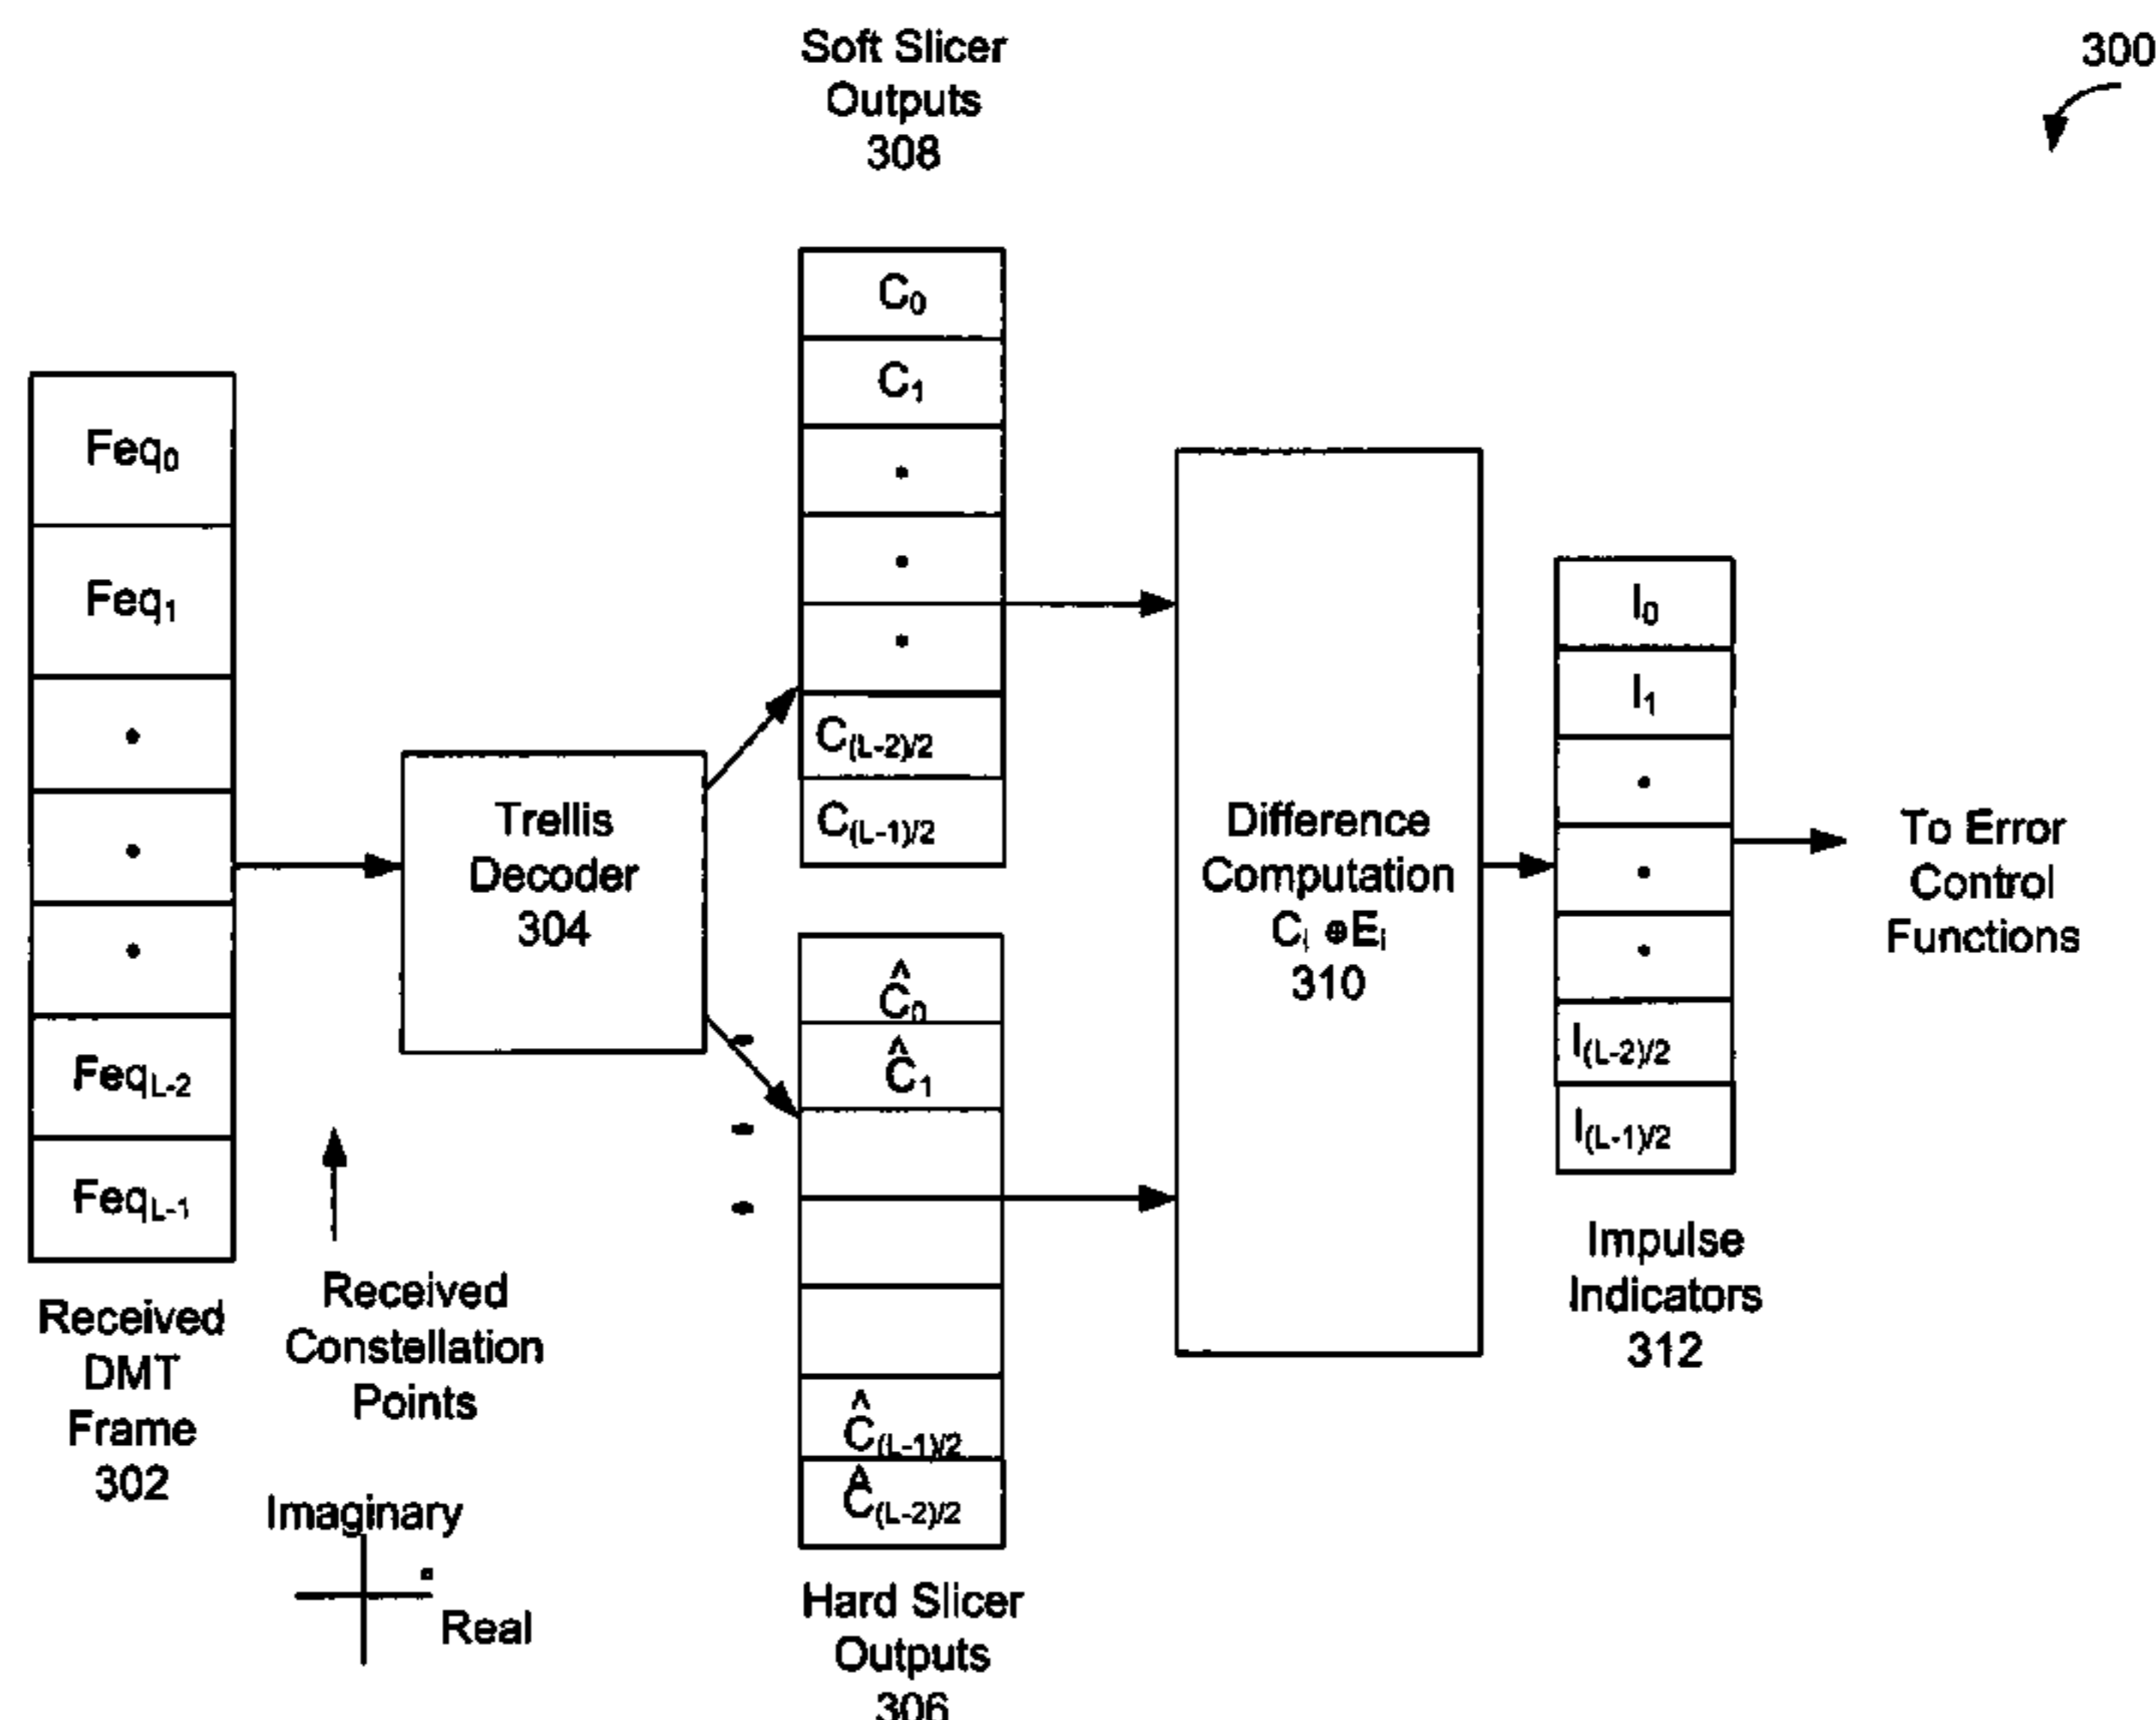 300
Soft Slicer
Outputs
308
C₀
C₁
C₍L-2₎/₂
C₍L-1₎/₂
Feq₀
Feq₁
Feq_L-2
Feq_L-1
Received
DMT
Frame
302
Trellis
Decoder
304
Received
Constellation
Points
Imaginary
Real
Ĉ₀
Ĉ₁
Ĉ₍L-1₎/₂
Ĉ₍L-2₎/₂
Hard Slicer
Outputs
306
Difference
Computation
Cᵢ ⊕Eᵢ
310
I₀
I₁
I₍L-2₎/₂
I₍L-1₎/₂
Impulse
Indicators
312
To Error
Control
Functions